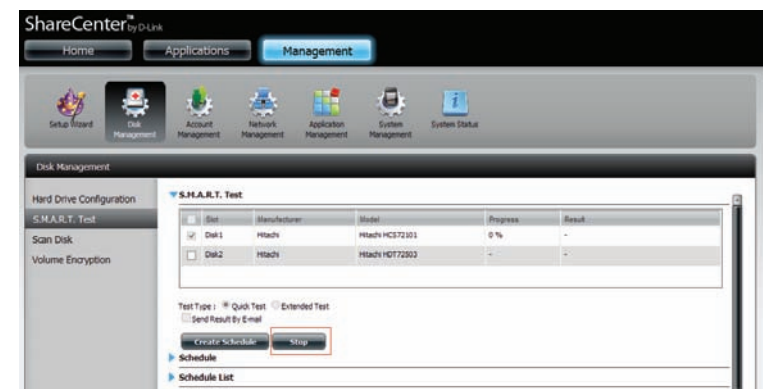 ShareCenter™ by D-Link
Home Applications Management
Setup Wizard Disk Management Account Management Network Management Application Management System Management System Status
Disk Management
Hard Drive Configuration
S.M.A.R.T. Test
Scan Disk
Volume Encryption
S.M.A.R.T. Test
Slot Manufacturer Model Progress Result
Disk1 Hitachi Hitachi HCS72101 0 % -
Disk2 Hitachi Hitachi HDT72503 - -
Test Type : Quick Test Extended Test
Send Result By E-mail
Create Schedule Stop
Schedule
Schedule List